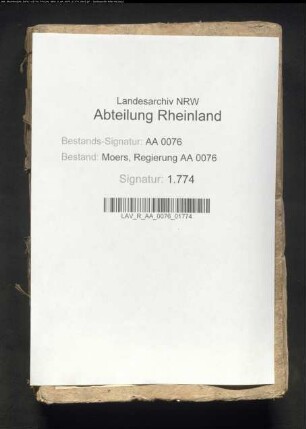 Landesarchiv NRW
Abteilung Rheinland
Bestands-Signatur: AA 0076
Bestand: Moers, Regierung AA 0076
Signatur: 1.774
LAV_R_AA_0076_01774